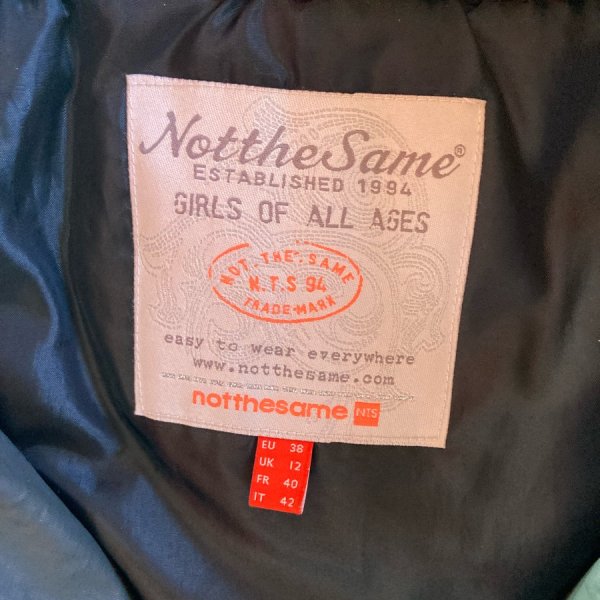 NottheSame®
ESTABLISHED 1994
GIRLS OF ALL AGES
NOT. THE. SAME
N.T.S 94
TRADE-MARK
easy to wear everywhere
www.notthesame.com
notthesame NTS
EU 38
UK 12
FR 40
IT 42